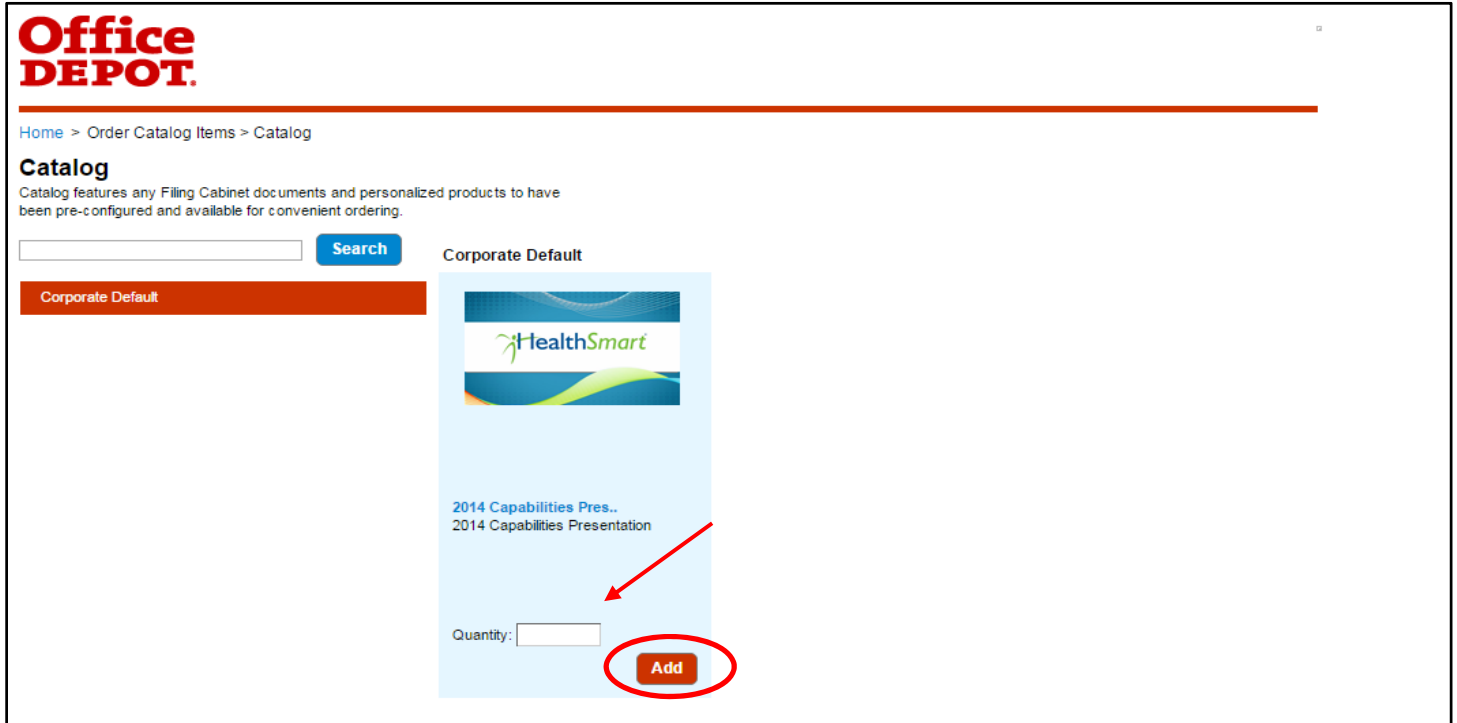 Office
DEPOT.
Home > Order Catalog Items > Catalog
Catalog
Catalog features any Filing Cabinet documents and personalized products to have
been pre-configured and available for convenient ordering.
Search
Corporate Default
Corporate Default
HealthSmart
2014 Capabilities Pres..
2014 Capabilities Presentation
Quantity:
Add